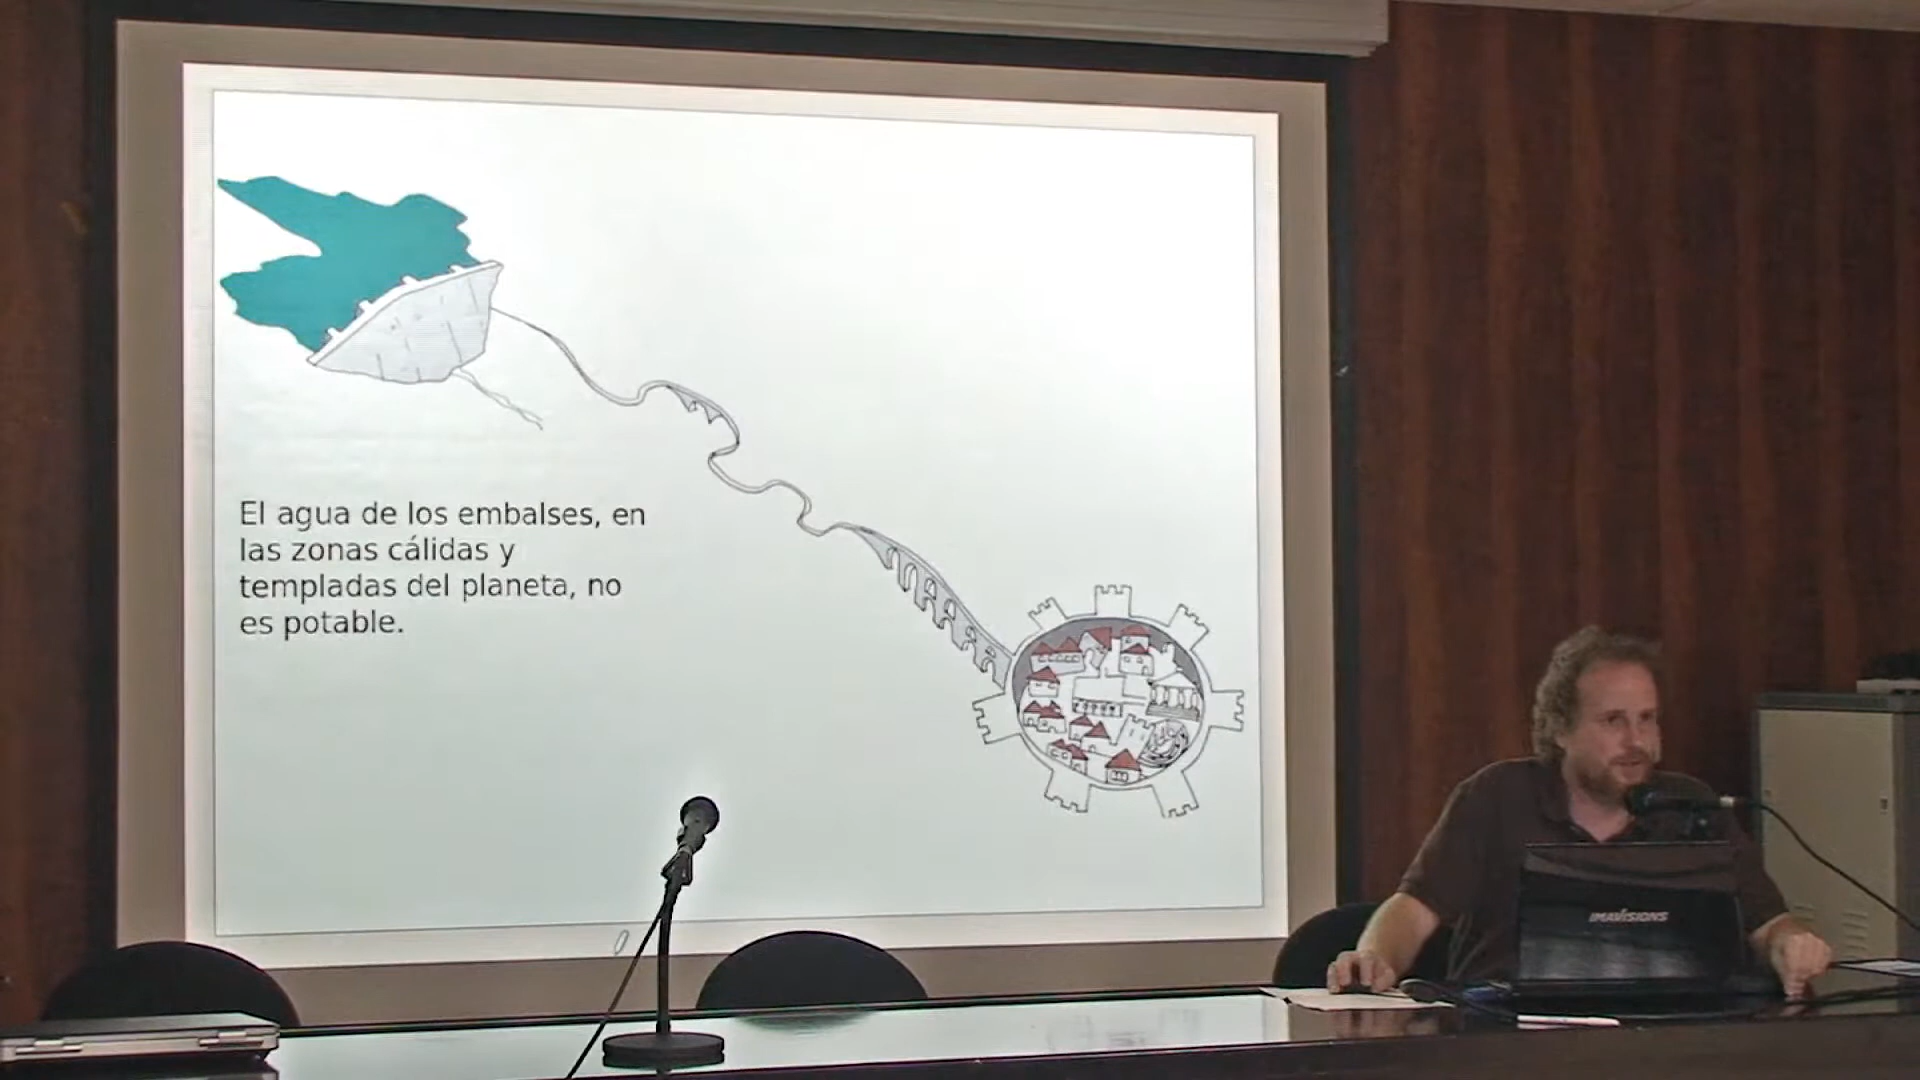 El agua de los embalses, en
las zonas cálidas y
templadas del planeta, no
es potable.
IMAVISIONS